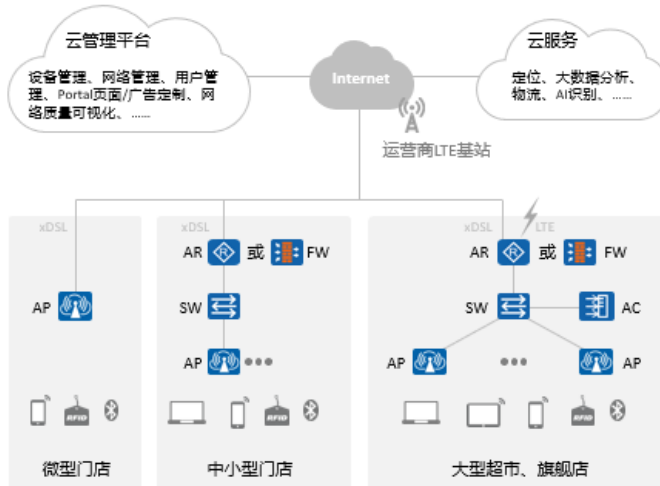 云管理平台
设备管理、网络管理、用户管
理、Portal页面/广告定制、网
络质量可视化、......
Internet
云服务
定位、大数据分析、
物流、AI识别、......
运营商LTE基站
xDSL
AP
RFID
微型门店
xDSL
AR
R
或
FW
SW
AP
RFID
中小型门店
xDSL
LTE
AR
R
或
FW
SW
AC
AP
AP
RFID
大型超市、旗舰店